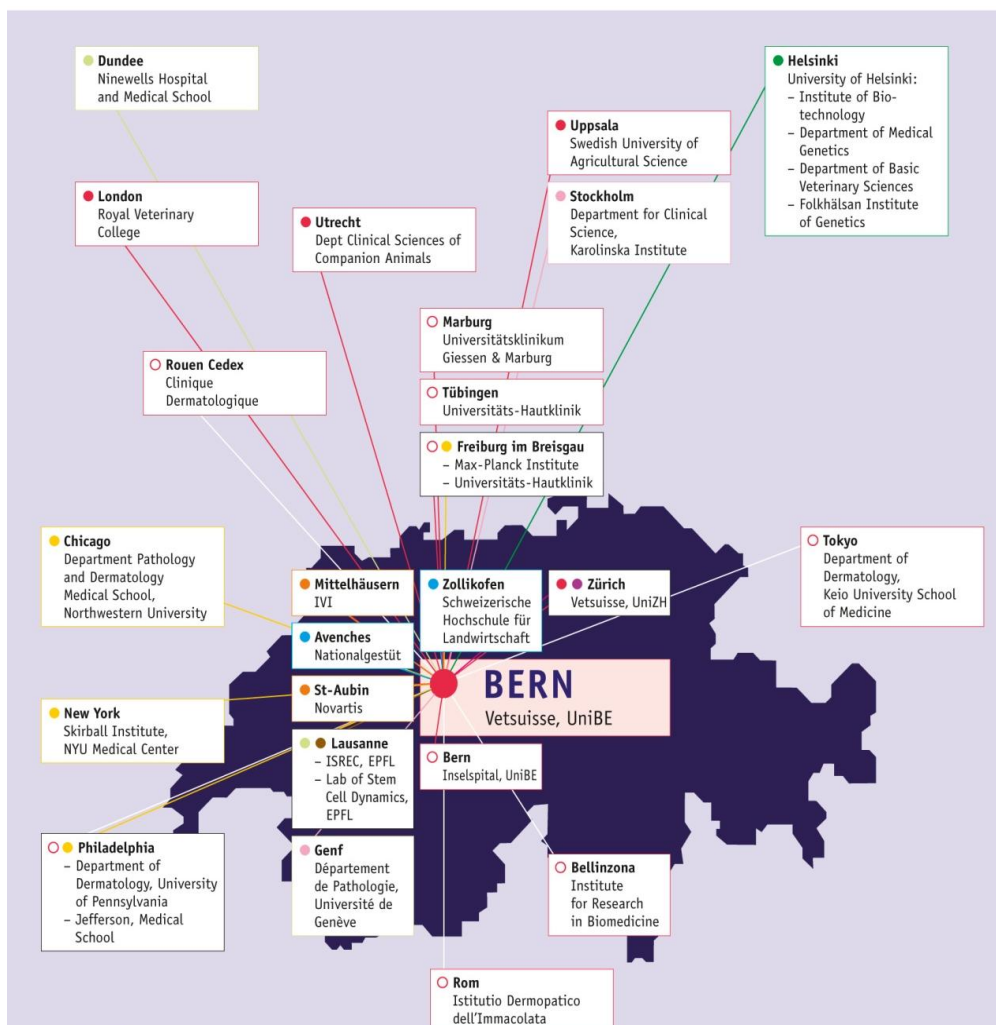 Dundee
Ninewells Hospital
and Medical School
Helsinki
University of Helsinki:
– Institute of Bio-
technology
– Department of Medical
Genetics
– Department of Basic
Veterinary Sciences
– Folkhälsan Institute
of Genetics
Uppsala
Swedish University of
Agricultural Science
London
Royal Veterinary
College
Utrecht
Dept Clinical Sciences of
Companion Animals
Stockholm
Department for Clinical
Science,
Karolinska Institute
Marburg
Universitätsklinikum
Giessen & Marburg
Rouen Cedex
Clinique
Dermatologique
Tübingen
Universitäts-Hautklinik
Freiburg im Breisgau
– Max-Planck Institute
– Universitäts-Hautklinik
Chicago
Department Pathology
and Dermatology
Medical School,
Northwestern University
Mittelhäusern
IVI
Zollikofen
Schweizerische
Hochschule für
Landwirtschaft
Zürich
Vetsuisse, UniZH
Tokyo
Department of
Dermatology,
Keio University School
of Medicine
Avenches
Nationalgestüt
St-Aubin
Novartis
BERN
Vetsuisse, UniBE
New York
Skirball Institute,
NYU Medical Center
Lausanne
– ISREC, EPFL
– Lab of Stem
Cell Dynamics,
EPFL
Bern
Inselspital, UniBE
Philadelphia
– Department of
Dermatology, University
of Pennsylvania
– Jefferson, Medical
School
Genf
Département
de Pathologie,
Université de
Genève
Bellinzona
Institute
for Research
in Biomedicine
Rom
Istitutio Dermopatico
dell'Immacolata